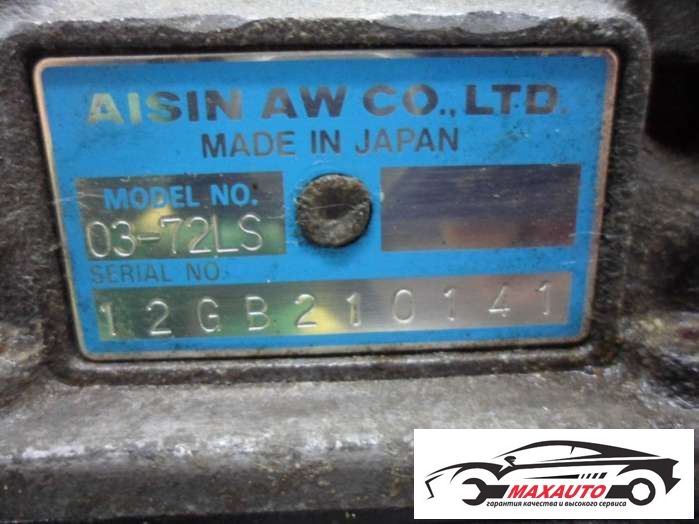 AISIN AW CO., LTD.
MADE IN JAPAN
MODEL NO.
03-72LS
SERIAL NO.
12GB210141
MAXAUTO
гарантия качества и высокого сервиса